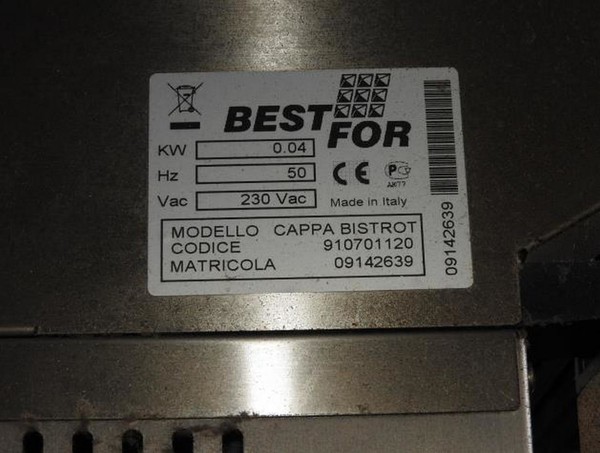 BEST FOR
KW 0.04
Hz 50
Vac 230 Vac
CE
Made in Italy
MODELLO CAPPA BISTROT
CODICE 910701120
MATRICOLA 09142639
09142639